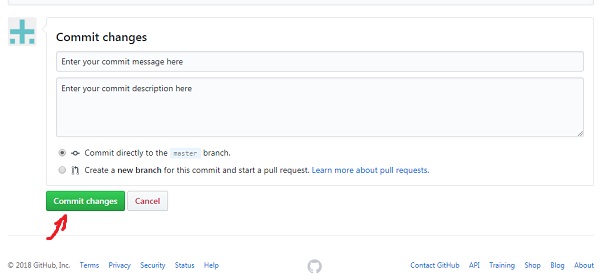 Commit changes
Enter your commit message here
Enter your commit description here
Commit directly to the master branch.
Create a new branch for this commit and start a pull request. Learn more about pull requests.
Commit changes Cancel
© 2018 GitHub, Inc. Terms Privacy Security Status Help Contact GitHub API Training Shop Blog About